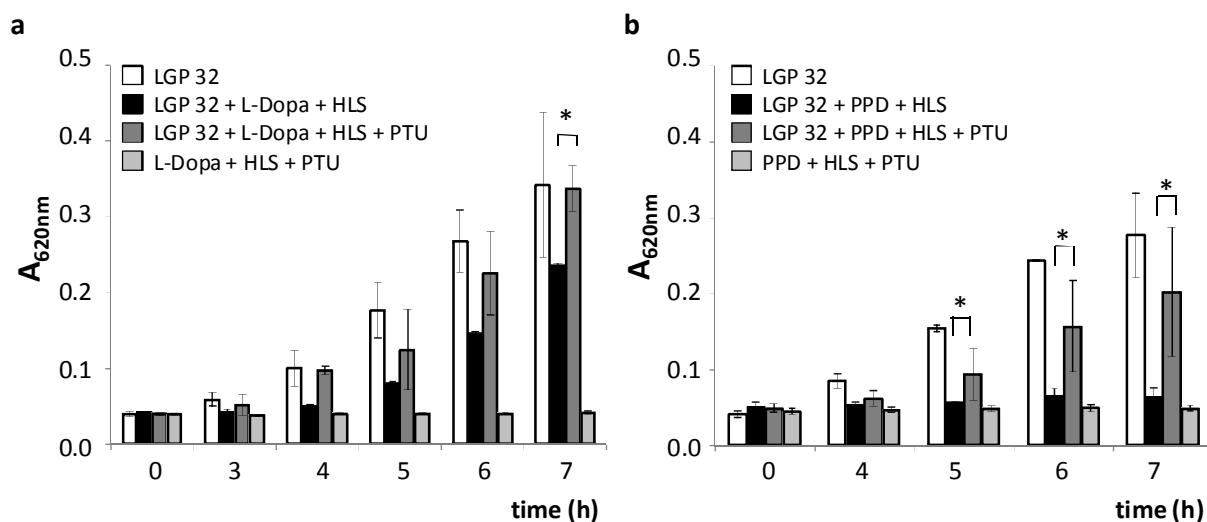 a
0.5
0.4
0.3
0.2
0.1
0.0
A620nm
LGP 32
LGP 32 + L-Dopa + HLS
LGP 32 + L-Dopa + HLS + PTU
L-Dopa + HLS + PTU
*
0 3 4 5 6 7
time (h)
b
0.5
0.4
0.3
0.2
0.1
0.0
A620nm
LGP 32
LGP 32 + PPD + HLS
LGP 32 + PPD + HLS + PTU
PPD + HLS + PTU
*
*
*
0 4 5 6 7
time (h)